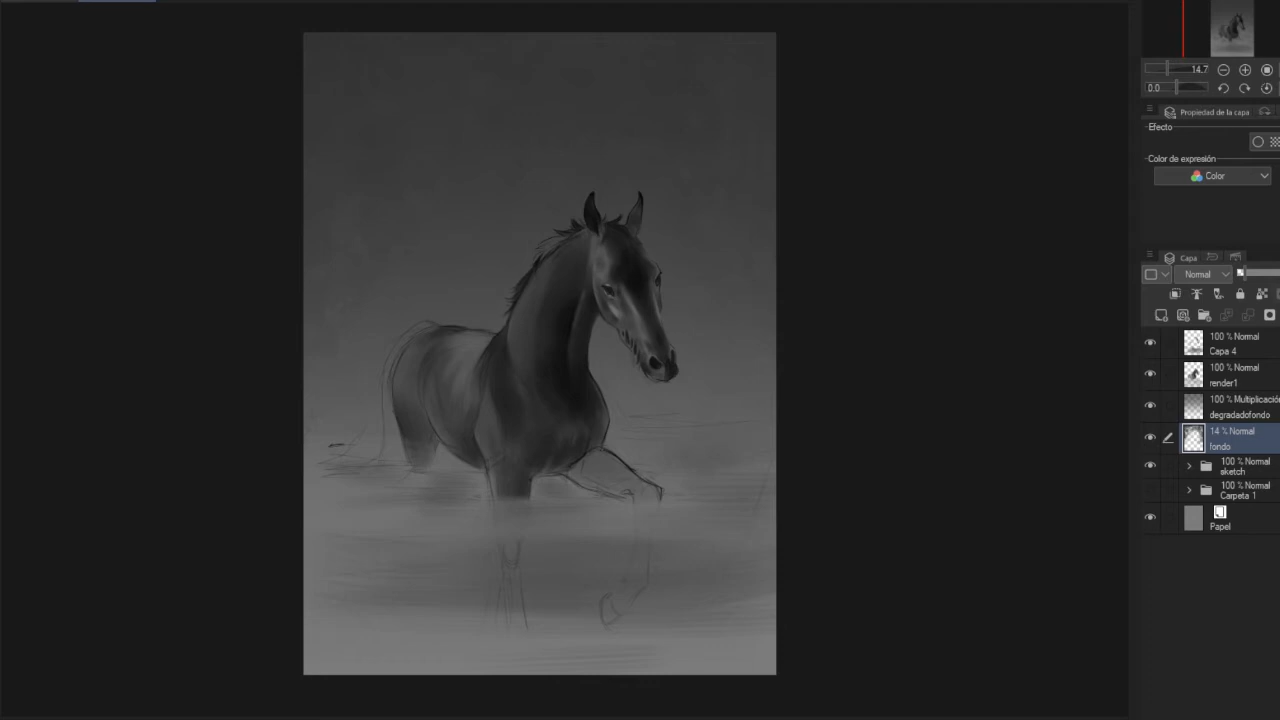 14.7
0.0
Propiedad de la capa
Efecto
Color de expresión
Color
Capa
Normal
100 % Normal
Capa 4
100 % Normal
render1
100 % Multiplicación
degradadofondo
14 % Normal
fondo
100 % Normal
sketch
100 % Normal
Carpeta 1
Papel